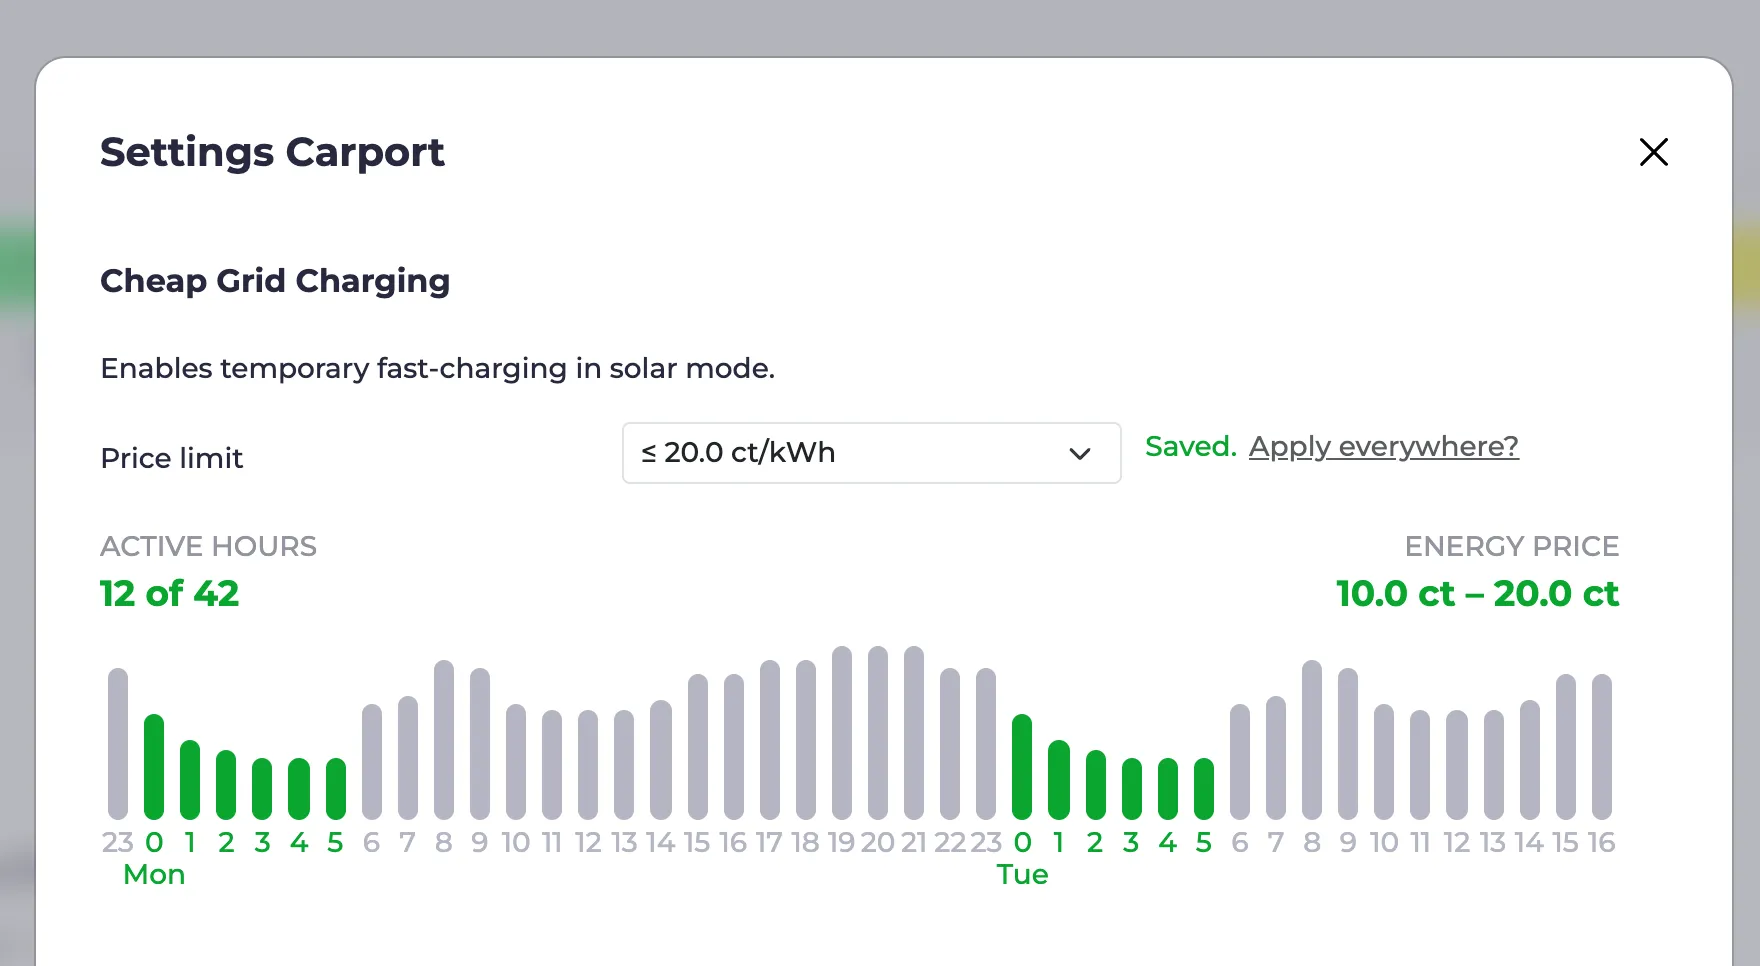 Settings Carport
Cheap Grid Charging
Enables temporary fast-charging in solar mode.
Price limit
≤ 20.0 ct/kWh
Saved. Apply everywhere?
ACTIVE HOURS
12 of 42
ENERGY PRICE
10.0 ct – 20.0 ct
23 0 1 2 3 4 5 6 7 8 9 10 11 12 13 14 15 16 17 18 19 20 21 22 23 0 1 2 3 4 5 6 7 8 9 10 11 12 13 14 15 16
Mon Tue